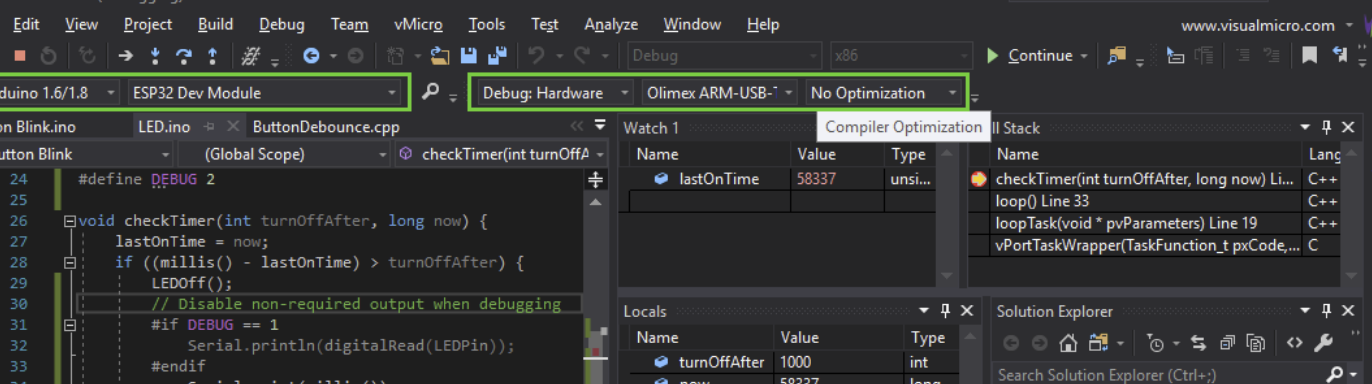 Edit View Project Build Debug Team vMicro Tools Test Analyze Window Help www.visualmicro.com
Debug x86 Continue
duino 1.6/1.8 ESP32 Dev Module Debug: Hardware Olimex ARM-USB-T No Optimization
Compiler Optimization
n Blink.ino LED.ino ButtonDebounce.cpp Watch 1 ll Stack
utton Blink (Global Scope) checkTimer(int turnOffA Name Value Type Name Lang
24 #define DEBUG 2 lastOnTime 58337 unsi... checkTimer(int turnOffAfter, long now) Li... C++
25 loop() Line 33 C++
26 void checkTimer(int turnOffAfter, long now) { loopTask(void * pvParameters) Line 19 C++
27 lastOnTime = now; vPortTaskWrapper(TaskFunction_t pxCode,... C
28 if ((millis() - lastOnTime) > turnOffAfter) {
29 LEDOff();
30 // Disable non-required output when debugging
31 #if DEBUG == 1 Locals Solution Explorer
32 Serial.println(digitalRead(LEDPin)); Name Value Type
33 #endif turnOffAfter 1000 int
now 58337 long Search Solution Explorer (Ctrl+;)